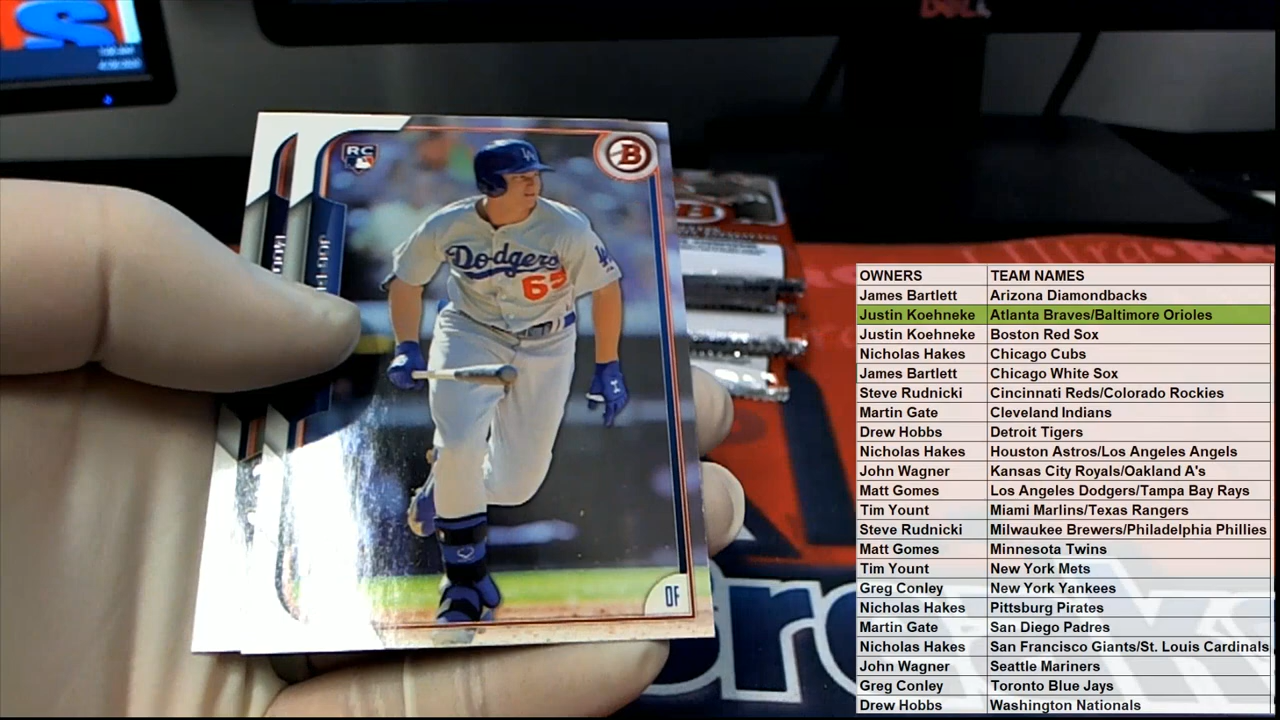 DELL
S
RC
B
Dodgers
65
LA
OF
B
OWNERS TEAM NAMES
James Bartlett Arizona Diamondbacks
Justin Koehneke Atlanta Braves/Baltimore Orioles
Justin Koehneke Boston Red Sox
Nicholas Hakes Chicago Cubs
James Bartlett Chicago White Sox
Steve Rudnicki Cincinnati Reds/Colorado Rockies
Martin Gate Cleveland Indians
Drew Hobbs Detroit Tigers
Nicholas Hakes Houston Astros/Los Angeles Angels
John Wagner Kansas City Royals/Oakland A's
Matt Gomes Los Angeles Dodgers/Tampa Bay Rays
Tim Yount Miami Marlins/Texas Rangers
Steve Rudnicki Milwaukee Brewers/Philadelphia Phillies
Matt Gomes Minnesota Twins
Tim Yount New York Mets
Greg Conley New York Yankees
Nicholas Hakes Pittsburg Pirates
Martin Gate San Diego Padres
Nicholas Hakes San Francisco Giants/St. Louis Cardinals
John Wagner Seattle Mariners
Greg Conley Toronto Blue Jays
Drew Hobbs Washington Nationals